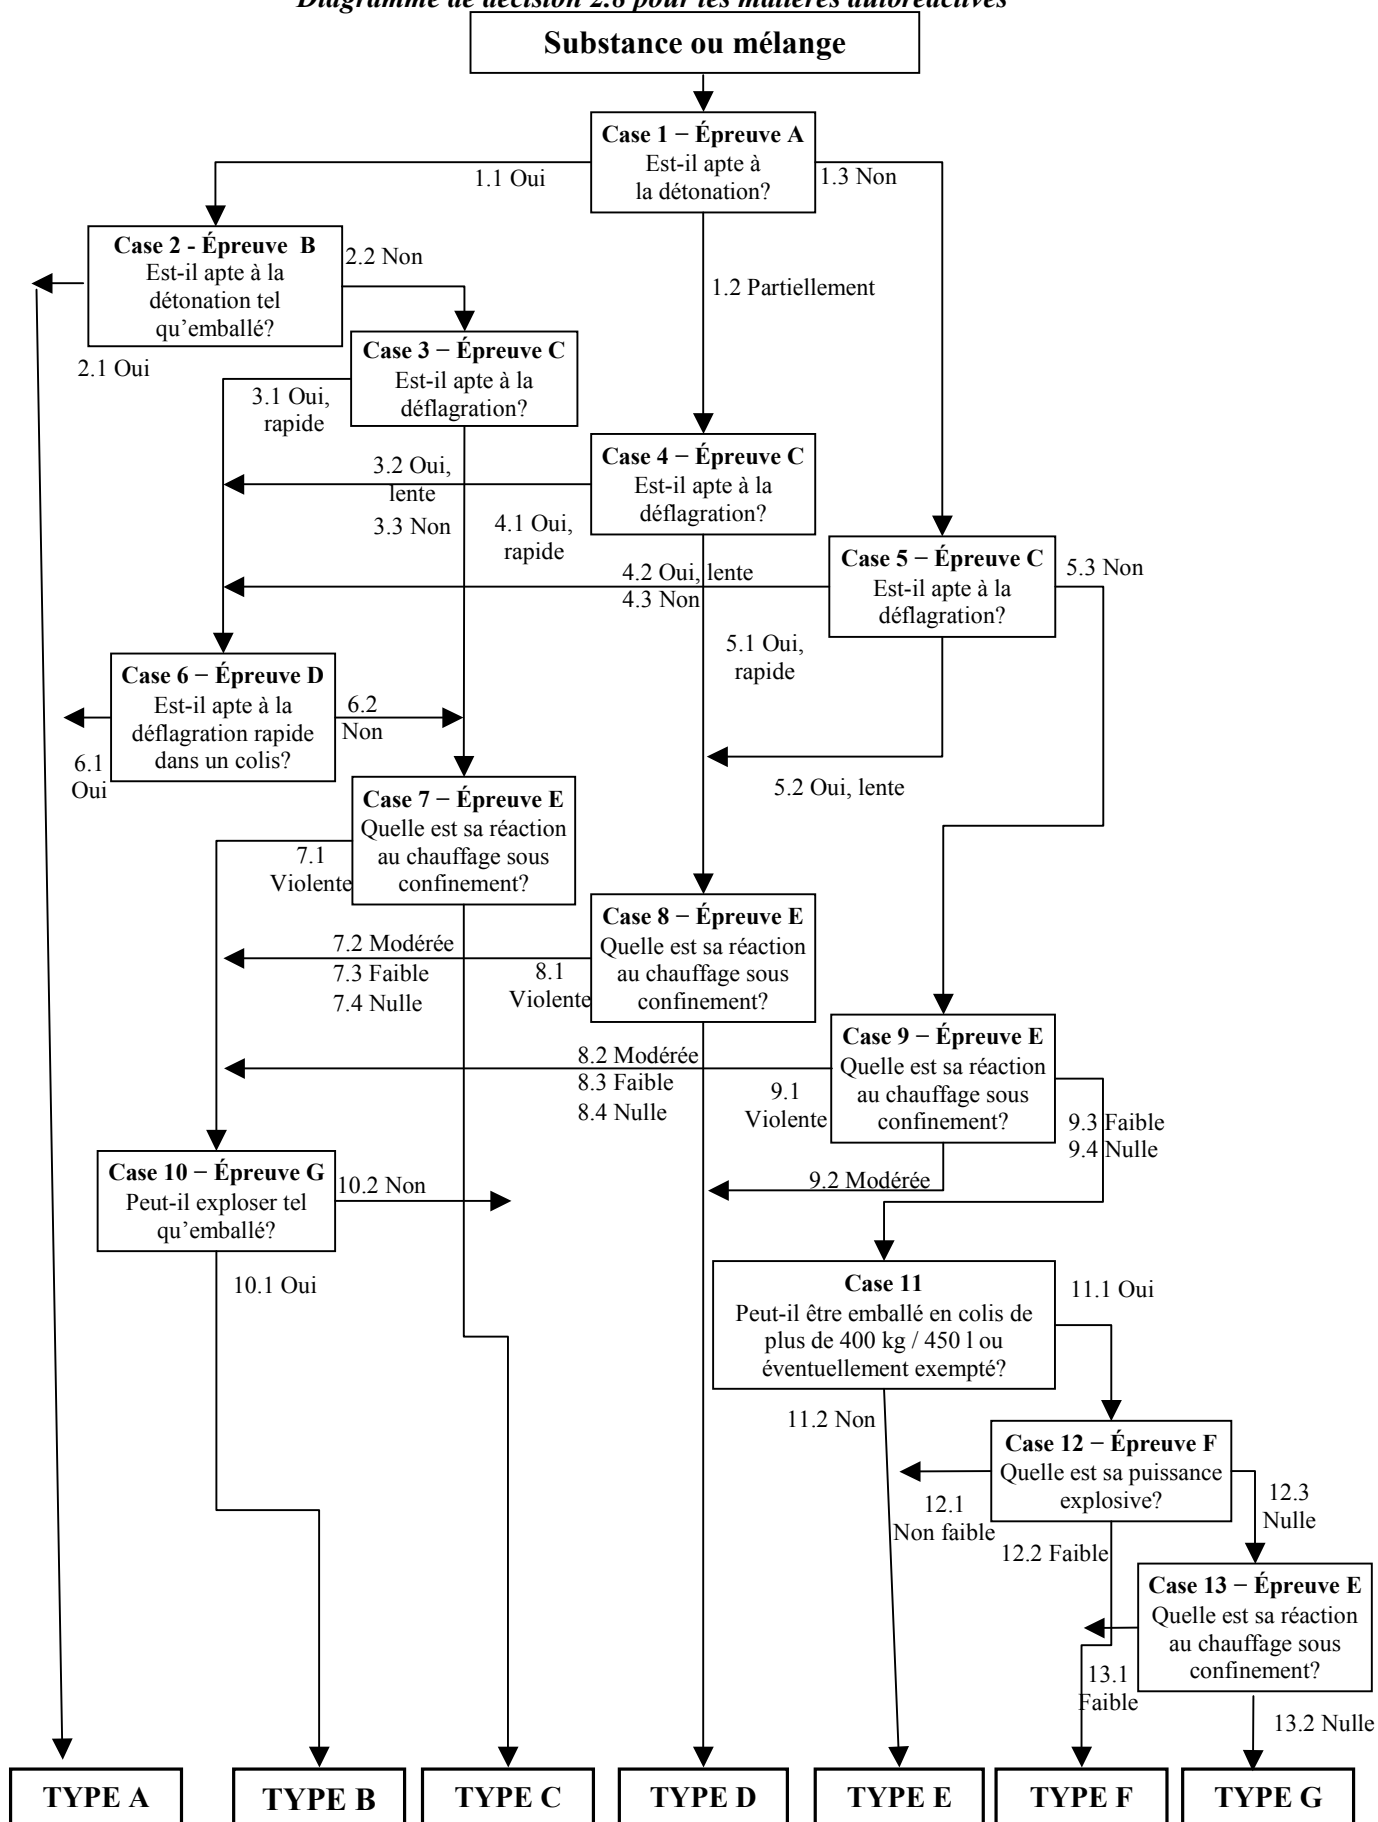 Diagramme de décision 2.8 pour les matières autoréactives
Substance ou mélange
Case 1 – Épreuve A
Est-il apte à
la détonation?
1.1 Oui
1.3 Non
1.2 Partiellement
Case 2 - Épreuve B
Est-il apte à la
détonation tel
qu'emballé?
2.2 Non
2.1 Oui
Case 3 – Épreuve C
Est-il apte à la
déflagration?
3.1 Oui,
rapide
3.2 Oui,
lente
3.3 Non
Case 4 – Épreuve C
Est-il apte à la
déflagration?
4.1 Oui,
rapide
4.2 Oui, lente
4.3 Non
Case 5 – Épreuve C
Est-il apte à la
déflagration?
5.3 Non
5.1 Oui,
rapide
5.2 Oui, lente
Case 6 – Épreuve D
Est-il apte à la
déflagration rapide
dans un colis?
6.2
Non
6.1
Oui
Case 7 – Épreuve E
Quelle est sa réaction
au chauffage sous
confinement?
7.1
Violente
7.2 Modérée
7.3 Faible
7.4 Nulle
Case 8 – Épreuve E
Quelle est sa réaction
au chauffage sous
confinement?
8.1
Violente
8.2 Modérée
8.3 Faible
8.4 Nulle
Case 9 – Épreuve E
Quelle est sa réaction
au chauffage sous
confinement?
9.1
Violente
9.3 Faible
9.4 Nulle
9.2 Modérée
Case 10 – Épreuve G
Peut-il exploser tel
qu'emballé?
10.2 Non
10.1 Oui
Case 11
Peut-il être emballé en colis de
plus de 400 kg / 450 l ou
éventuellement exempté?
11.1 Oui
11.2 Non
Case 12 – Épreuve F
Quelle est sa puissance
explosive?
12.1
Non faible
12.2 Faible
12.3
Nulle
Case 13 – Épreuve E
Quelle est sa réaction
au chauffage sous
confinement?
13.1
Faible
13.2 Nulle
TYPE A
TYPE B
TYPE C
TYPE D
TYPE E
TYPE F
TYPE G